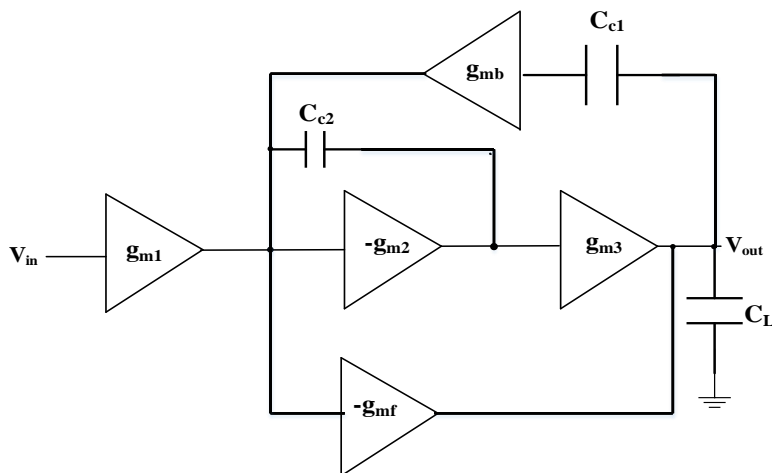 C_c1
g_mb
C_c2
V_in
g_m1
-g_m2
g_m3
V_out
C_L
-g_mf